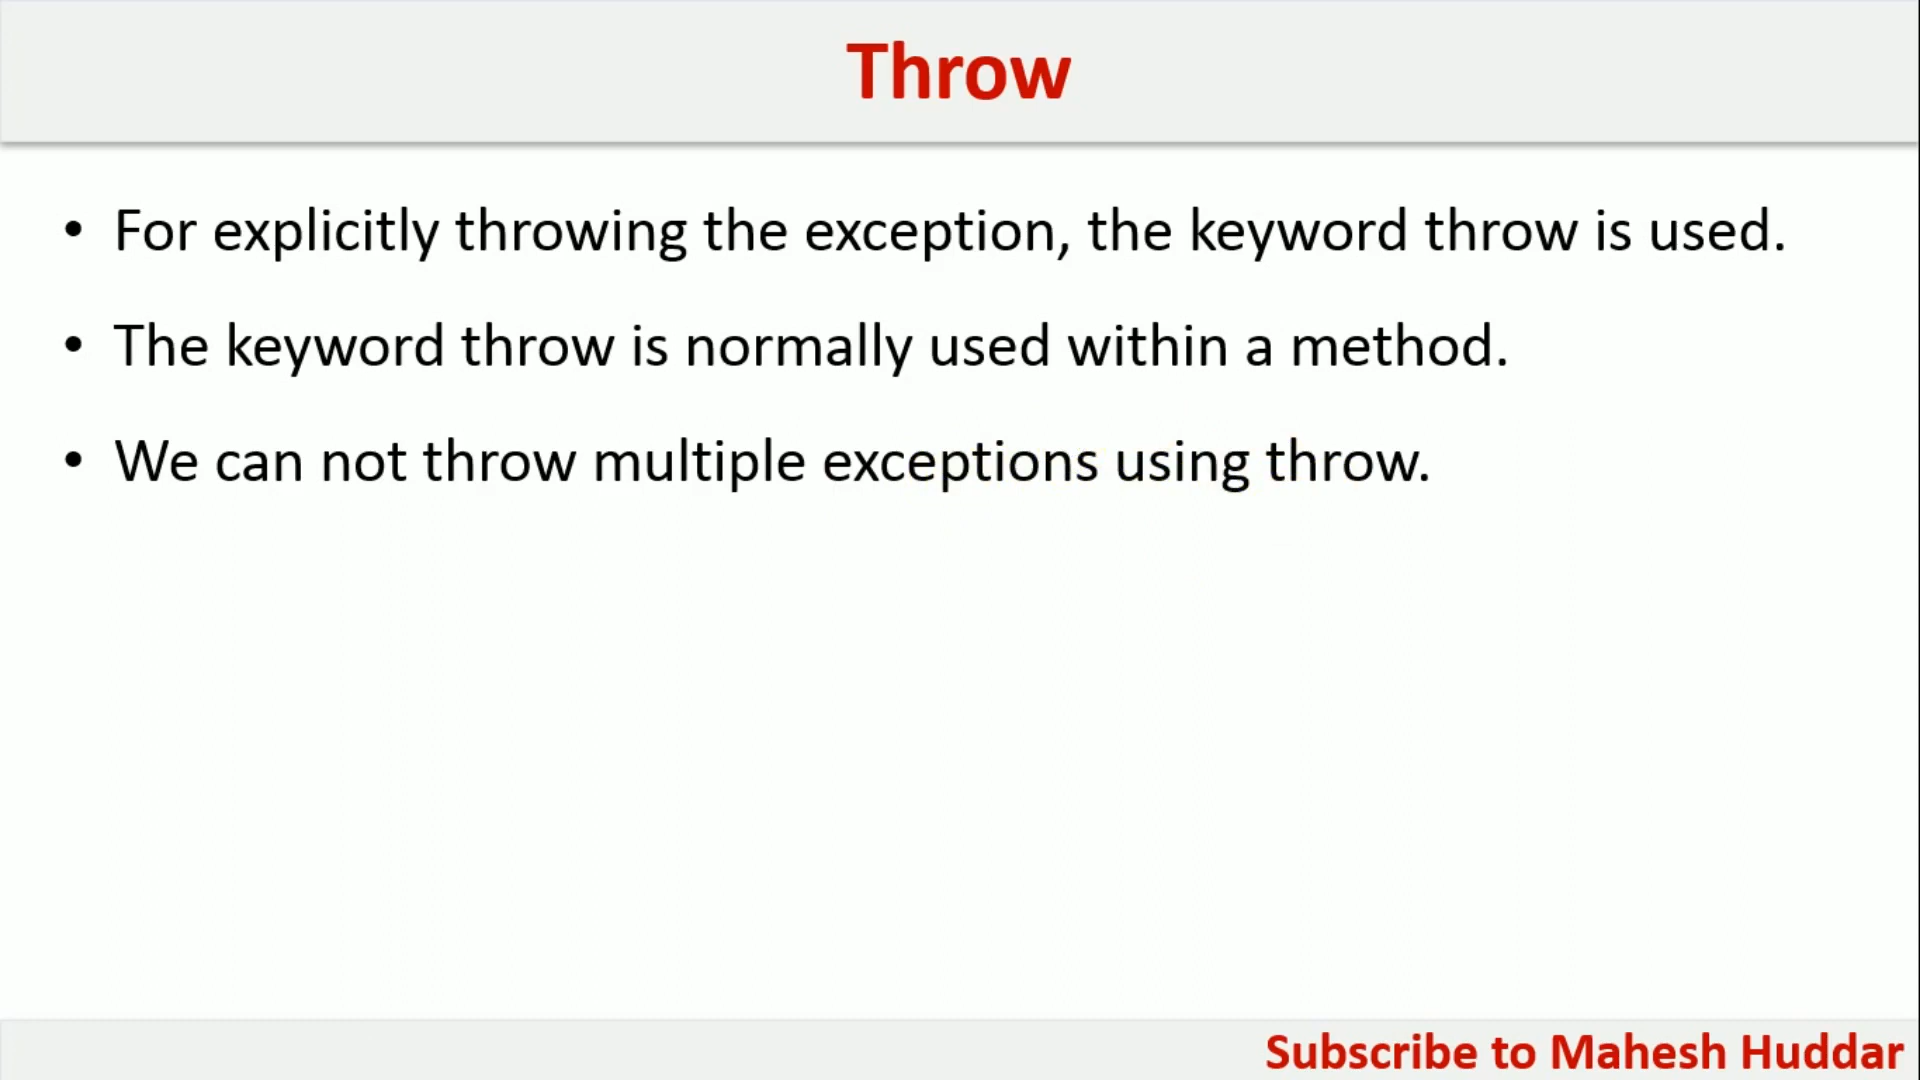 Throw
• For explicitly throwing the exception, the keyword throw is used.
• The keyword throw is normally used within a method.
• We can not throw multiple exceptions using throw.
Subscribe to Mahesh Huddar